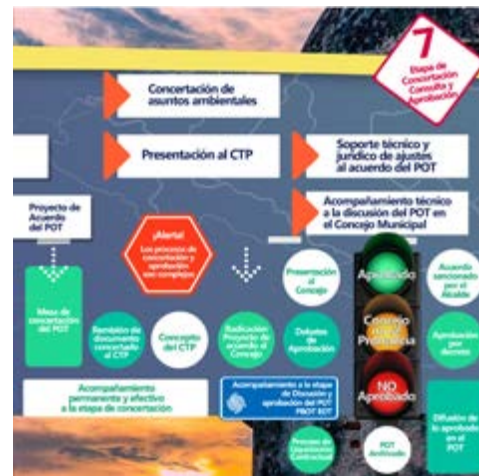 7
Etapa de
Concertación
Consulta y
Aprobación
Concertación de
asuntos ambientales
Presentación al CTP
Soporte técnico y
jurídico de ajustes
al acuerdo del POT
Proyecto de
Acuerdo
del POT
¡Alerta!
Los procesos de
concertación y
aprobación
son complejos
Acompañamiento técnico
a la discusión del POT en
el Concejo Municipal
Presentación
al Concejo
Aprobado
Acuerdo
sancionado
por el
Alcalde
Mesa de
concertación
del POT
Remisión de
documento
concertado
al CTP
Concepto
del CTP
Radicación
Proyecto de
acuerdo al
Concejo
Debates
de
Aprobación
Concejo
Aprobación
por
decreto
Acompañamiento
permanente y efectivo
a la etapa de concertación
Acompañamiento a la etapa
de Discusión y
aprobación del POT
PBOT EOT
NO
Aprobado
Difusión de
lo aprobado
en el
POT
Proceso de
Liquidación
Contractual
POT
Archivado